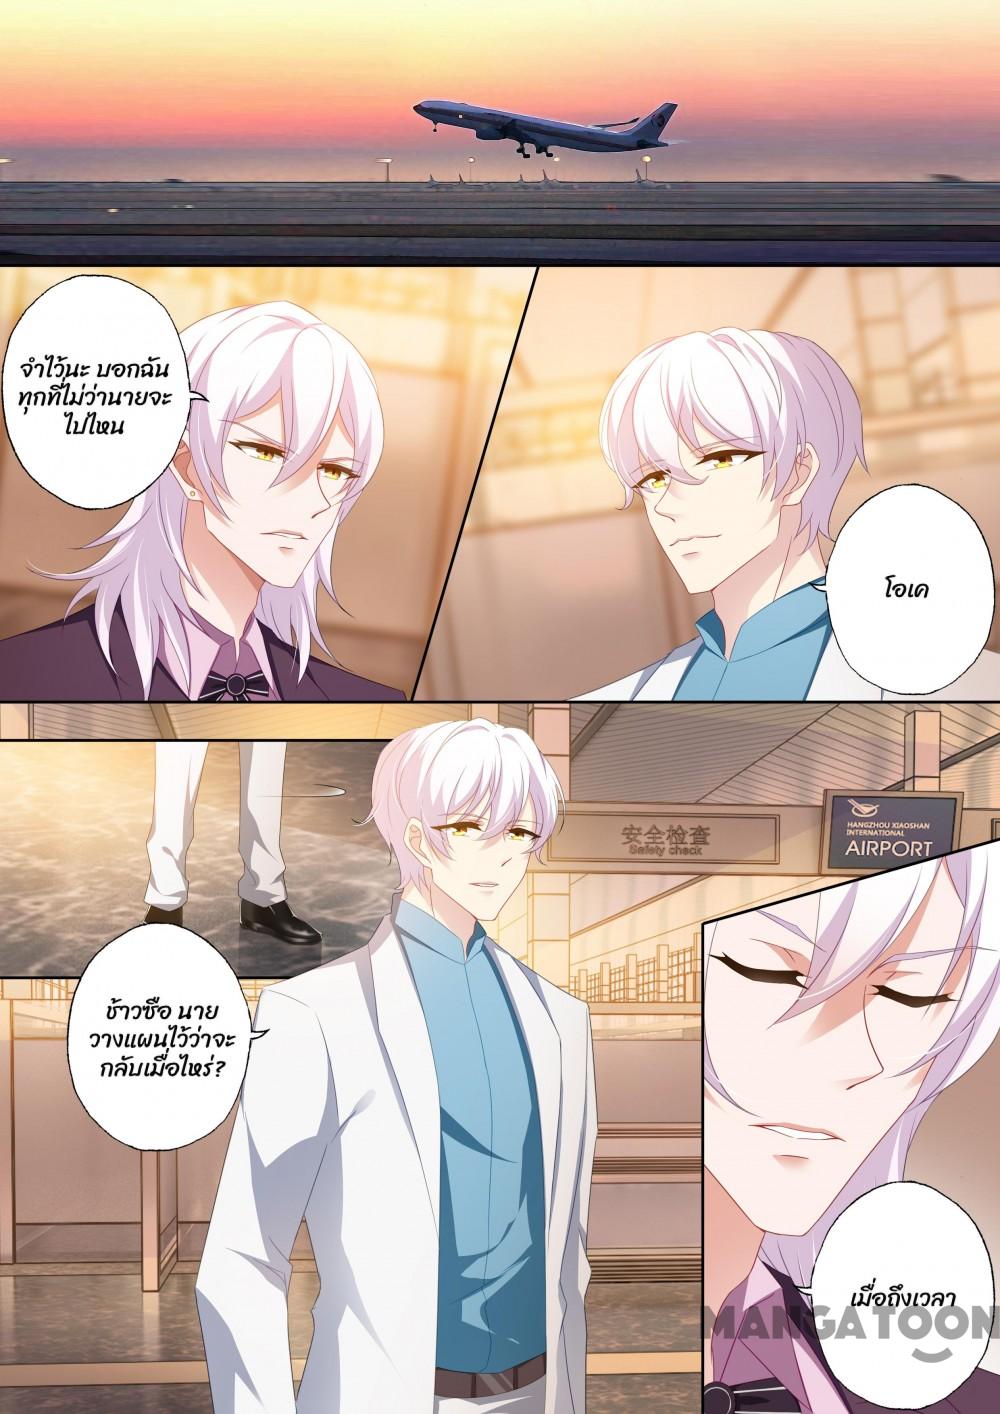 จำไว้นะ บอกฉัน
ทุกที่ไม่ว่านายจะ
ไปไหน
โอเค
安全检查
Safety check
HANGZHOU XIAOSHAN
INTERNATIONAL
AIRPORT
ช้าวซือ นาย
วางแผนไว้ว่าจะ
กลับเมื่อไหร่?
เมื่อถึงเวลา
MANGATOON